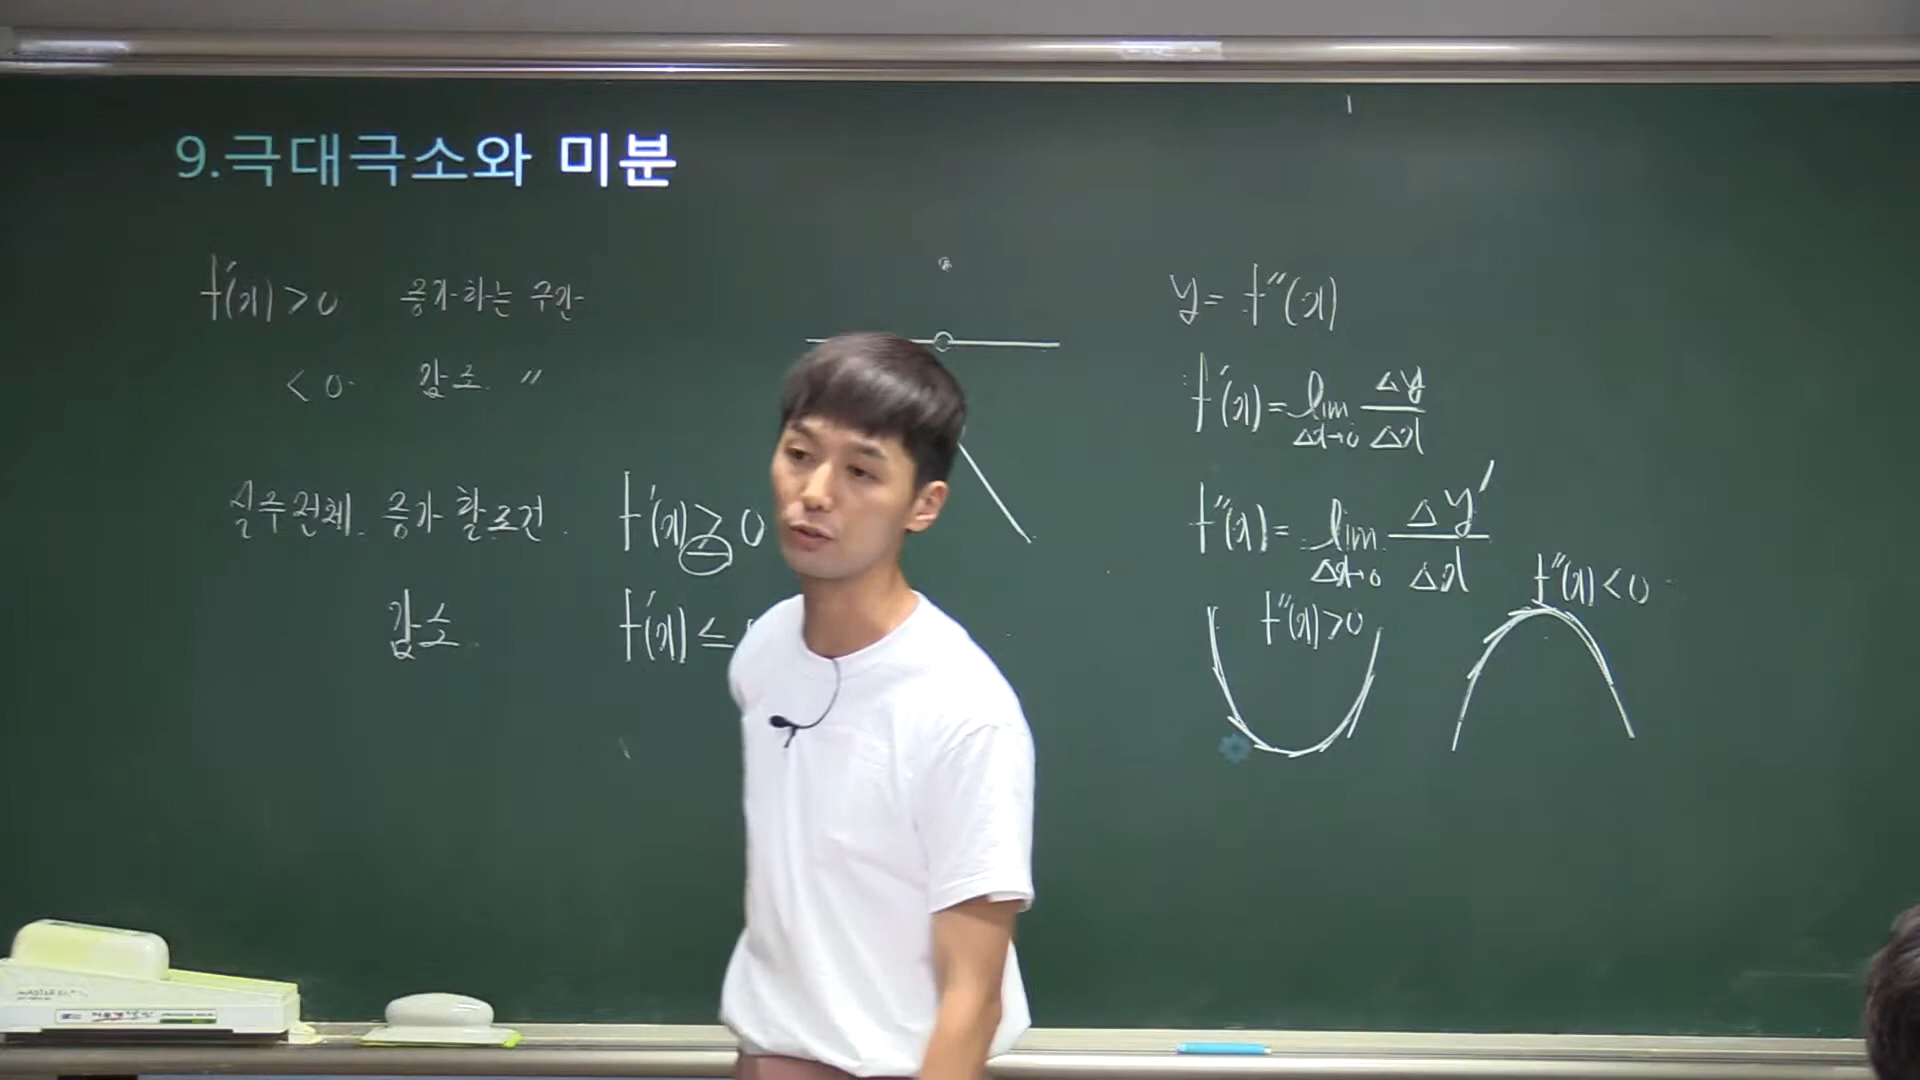 9.극대극소와 미분
f'(x) > 0 증가하는 구간
< 0 감소 〃
실수전체 증가할조건
f'(x) ≥ 0
감소
f'(x) ≤
y = f''(x)
f'(x) = lim Δx→0 Δy/Δx
f''(x) = lim Δx→0 Δy'/Δx
f''(x) > 0
f''(x) < 0